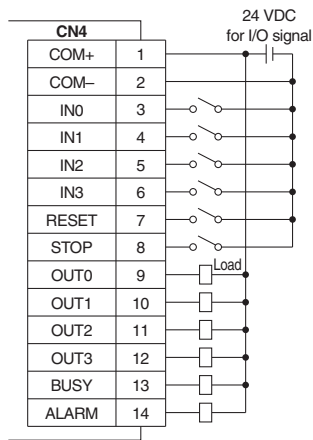 24 VDC
for I/O signal
CN4
COM+ 1
COM– 2
IN0 3
IN1 4
IN2 5
IN3 6
RESET 7
STOP 8
Load
OUT0 9
OUT1 10
OUT2 11
OUT3 12
BUSY 13
ALARM 14